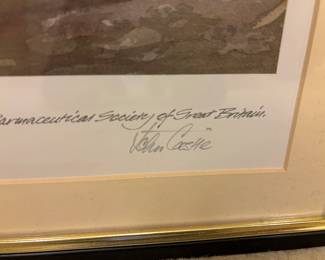 armaceutical Society of Great Britain.
John Castle